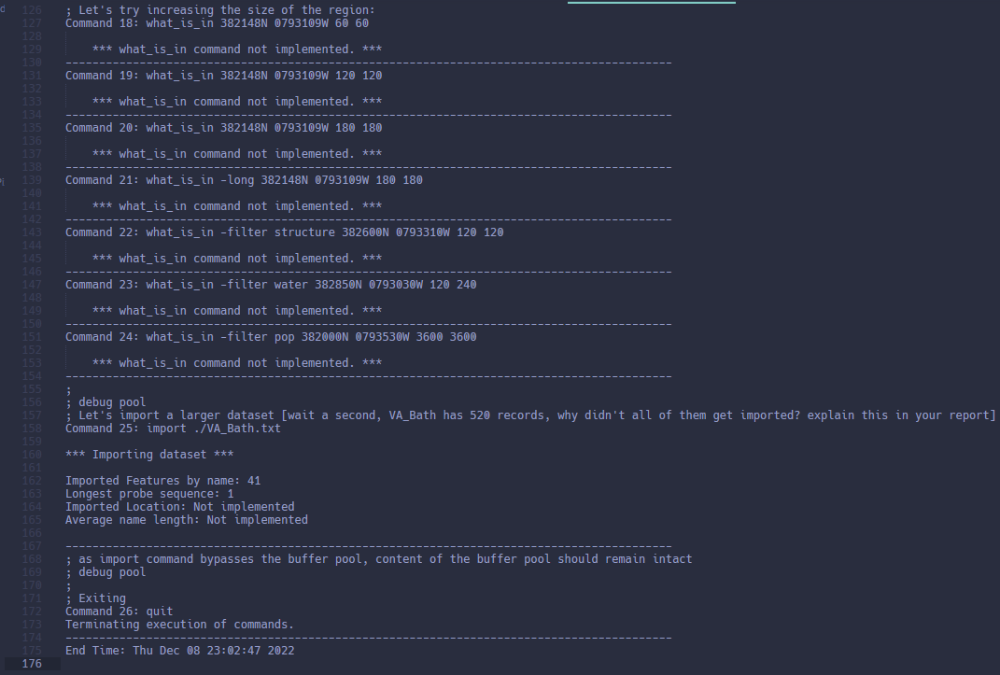 126 ; Let's try increasing the size of the region:
127 Command 18: what_is_in 382148N 0793109W 60 60
128
129 *** what_is_in command not implemented. ***
130 --------------------------------------------------------------------------------
131 Command 19: what_is_in 382148N 0793109W 120 120
132
133 *** what_is_in command not implemented. ***
134 --------------------------------------------------------------------------------
135 Command 20: what_is_in 382148N 0793109W 180 180
136
137 *** what_is_in command not implemented. ***
138 --------------------------------------------------------------------------------
139 Command 21: what_is_in -long 382148N 0793109W 180 180
140
141 *** what_is_in command not implemented. ***
142 --------------------------------------------------------------------------------
143 Command 22: what_is_in -filter structure 382600N 0793310W 120 120
144
145 *** what_is_in command not implemented. ***
146 --------------------------------------------------------------------------------
147 Command 23: what_is_in -filter water 382850N 0793030W 120 240
148
149 *** what_is_in command not implemented. ***
150 --------------------------------------------------------------------------------
151 Command 24: what_is_in -filter pop 382000N 0793530W 3600 3600
152
153 *** what_is_in command not implemented. ***
154 --------------------------------------------------------------------------------
155 ;
156 ; debug pool
157 ; Let's import a larger dataset [wait a second, VA_Bath has 520 records, why didn't all of them get imported? explain this in your report]
158 Command 25: import ./VA_Bath.txt
159
160 *** Importing dataset ***
161
162 Imported Features by name: 41
163 Longest probe sequence: 1
164 Imported Location: Not implemented
165 Average name length: Not implemented
166
167 --------------------------------------------------------------------------------
168 ; as import command bypasses the buffer pool, content of the buffer pool should remain intact
169 ; debug pool
170 ;
171 ; Exiting
172 Command 26: quit
173 Terminating execution of commands.
174 --------------------------------------------------------------------------------
175 End Time: Thu Dec 08 23:02:47 2022
176